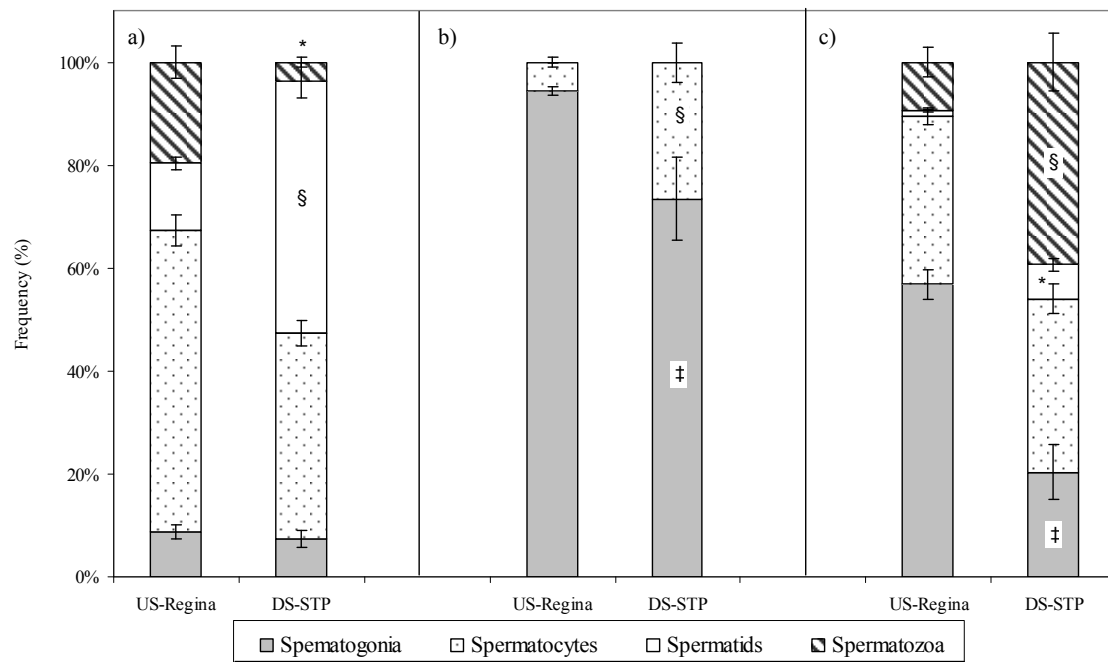 a)
b)
c)
*
§
§
§
*
‡
‡
100%
80%
60%
40%
20%
0%
Frequency (%)
US-Regina DS-STP US-Regina DS-STP US-Regina DS-STP
Spematogonia Spermatocytes Spermatids Spermatozoa